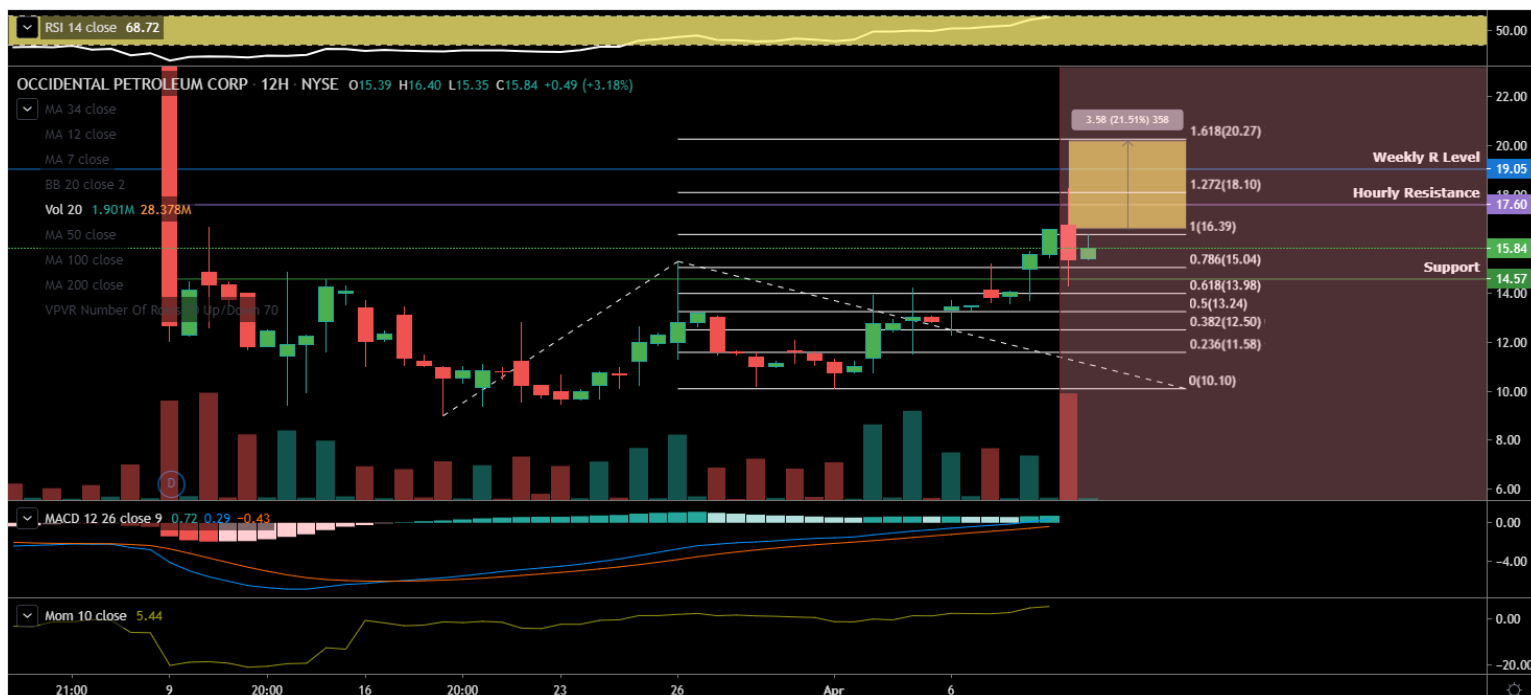 RSI 14 close 68.72
50.00
OCCIDENTAL PETROLEUM CORP · 12H · NYSE O15.39 H16.40 L15.35 C15.84 +0.49 (+3.18%)
22.00
MA 34 close
3.58 (21.51%) 358
MA 12 close
1.618(20.27)
20.00
MA 7 close
Weekly R Level
19.05
BB 20 close 2
1.272(18.10)
18.00
Hourly Resistance
Vol 20 1.901M 28.378M
17.60
MA 50 close
1(16.39)
15.84
MA 100 close
0.786(15.04)
Support
MA 200 close
14.57
0.618(13.98)
14.00
VPVR Number Of Up/Down 70
0.5(13.24)
0.382(12.50)
12.00
0.236(11.58)
0(10.10)
10.00
8.00
D
6.00
MACD 12 26 close 9 0.72 0.29 −0.43
0.00
−4.00
Mom 10 close 5.44
0.00
−20.00
21:00 9 20:00 16 20:00 23 26 Apr 6